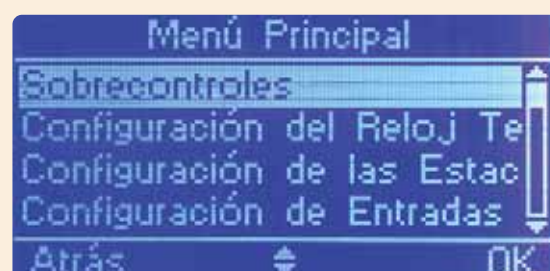 Menú Principal
Sobrecontroles
Configuración del Reloj Te
Configuración de las Estac
Configuración de Entradas
Atrás OK